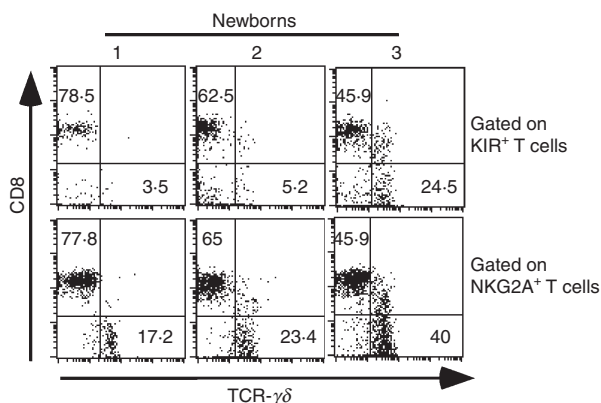 Newborns
1 2 3
78·5 62·5 45·9
Gated on
KIR+ T cells
3·5 5·2 24·5
CD8
77·8 65 45·9
Gated on
NKG2A+ T cells
17·2 23·4 40
TCR-γδ